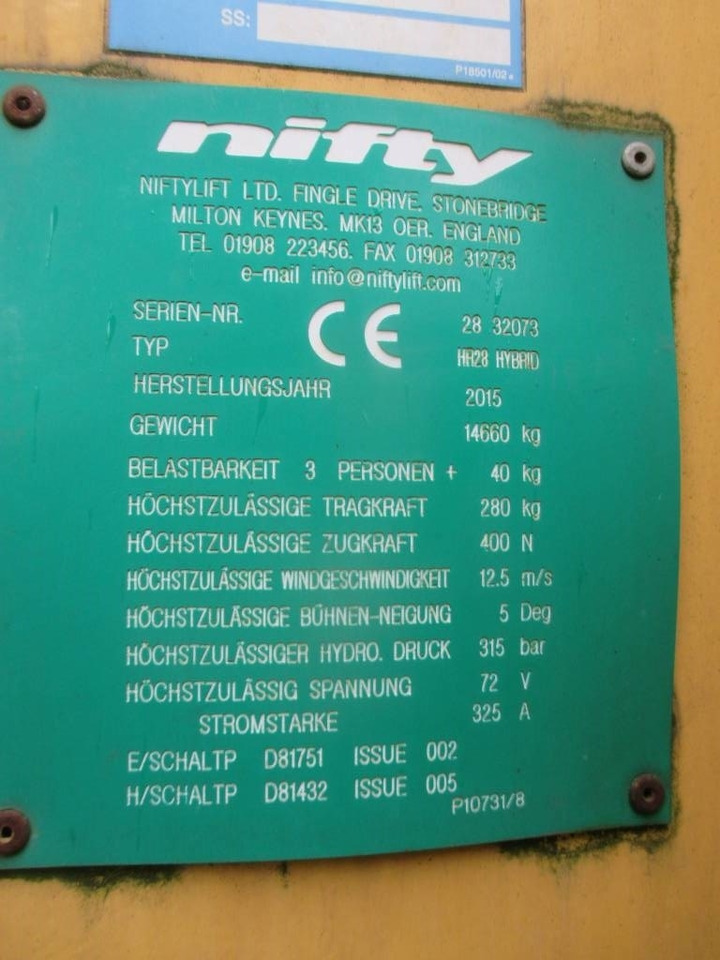 SS:
P18501/02
nifty
NIFTYLIFT LTD. FINGLE DRIVE. STONEBRIDGE
MILTON KEYNES. MK13 OER. ENGLAND
TEL 01908 223456. FAX 01908 312733
e-mail info@niftylift.com
CE
SERIEN-NR. 28 32073
TYP HR28 HYBRID
HERSTELLUNGSJAHR 2015
GEWICHT 14660 kg
BELASTBARKEIT 3 PERSONEN + 40 kg
HÖCHSTZULÄSSIGE TRAGKRAFT 280 kg
HÖCHSTZULÄSSIGE ZUGKRAFT 400 N
HÖCHSTZULÄSSIGE WINDGESCHWINDIGKEIT 12.5 m/s
HÖCHSTZULÄSSIGE BÜHNEN-NEIGUNG 5 Deg
HÖCHSTZULÄSSIGER HYDRO. DRUCK 315 bar
HÖCHSTZULÄSSIG SPANNUNG 72 V
STROMSTARKE 325 A
E/SCHALTP D81751 ISSUE 002
H/SCHALTP D81432 ISSUE 005
P10731/8